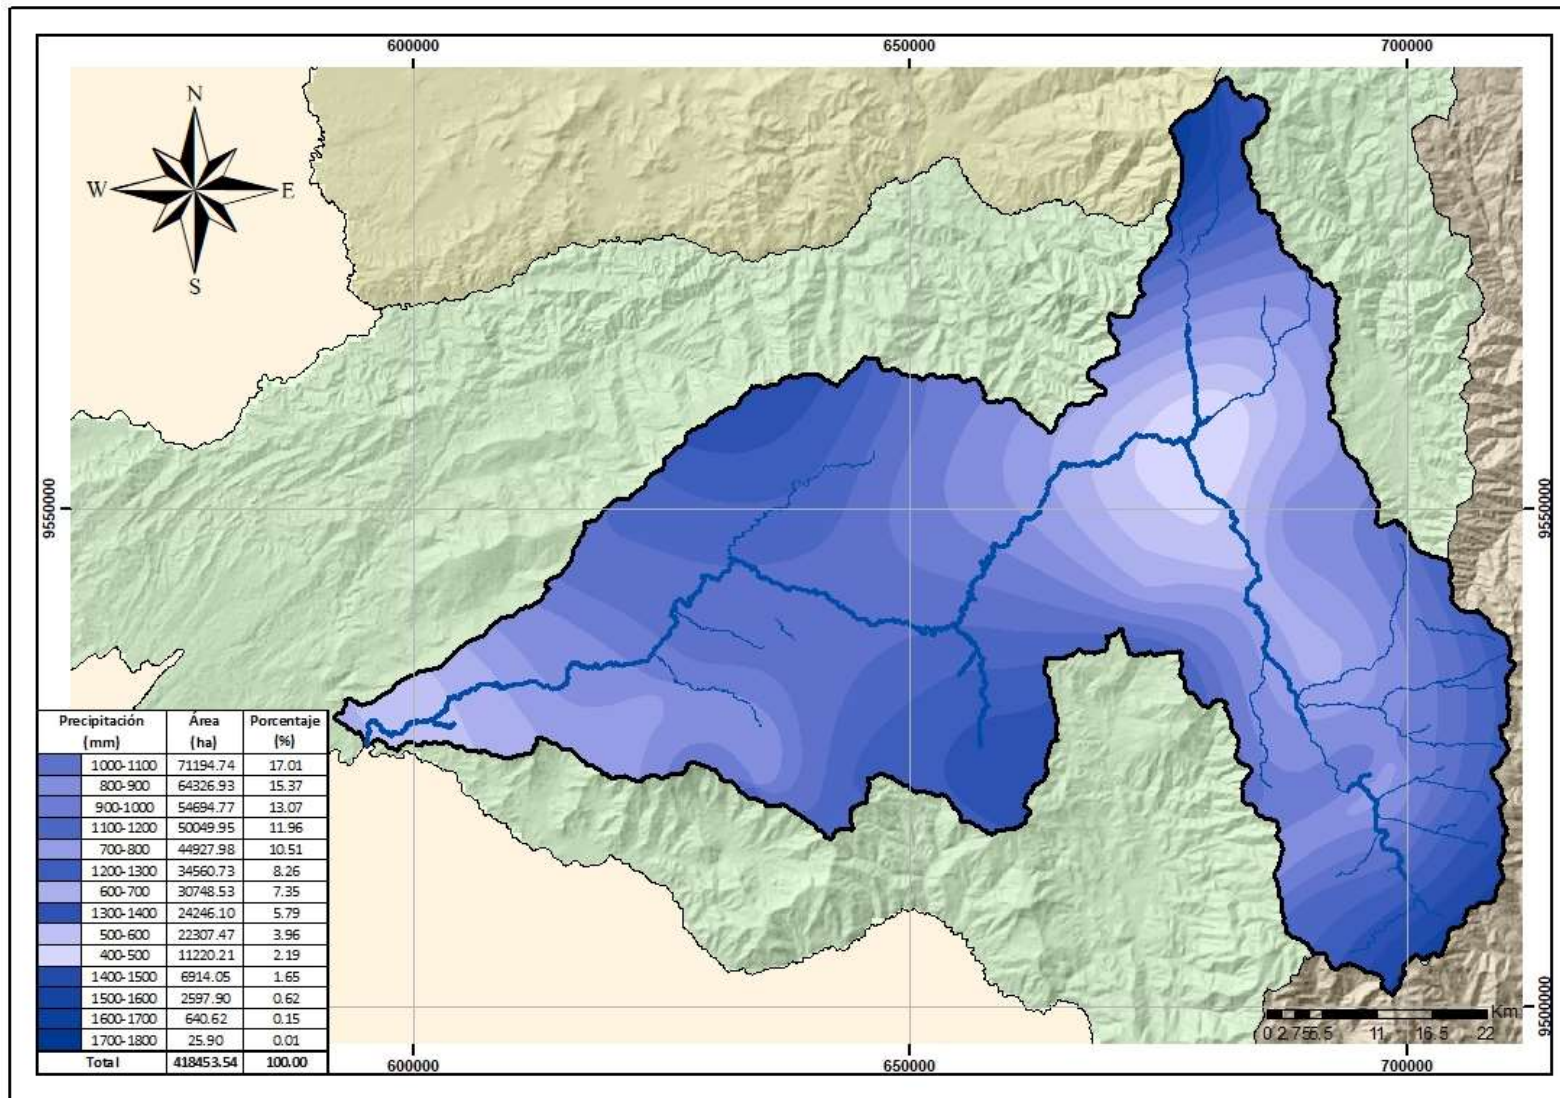 600000 650000 700000
N
W E
S
9550000 9550000
Precipitación Área Porcentaje
(mm) (ha) (%)
1000-1100 71194.74 17.01
800-900 64326.93 15.37
900-1000 54694.77 13.07
1100-1200 50049.95 11.96
700-800 44927.98 10.51
1200-1300 34560.73 8.26
600-700 30748.53 7.35
1300-1400 24246.10 5.79
500-600 22307.47 3.96
400-500 11220.21 2.19
1400-1500 6914.05 1.65
1500-1600 2597.90 0.62
1600-1700 640.62 0.15
1700-1800 25.90 0.01
Total 418453.54 100.00
9500000
Km
0 2.75 5.5 11 16.5 22
600000 650000 700000